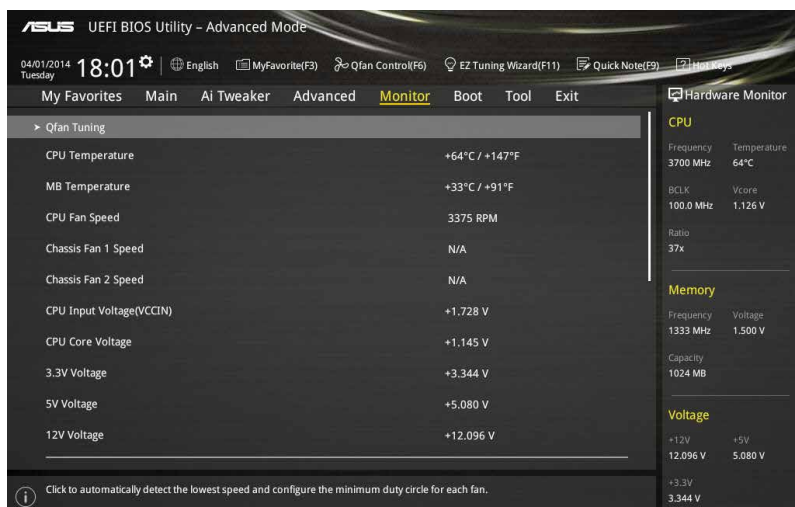 ASUS UEFI BIOS Utility – Advanced Mode
04/01/2014 Tuesday 18:01 English MyFavorite(F3) Qfan Control(F6) EZ Tuning Wizard(F11) Quick Note(F9) Hot Keys
My Favorites Main Ai Tweaker Advanced Monitor Boot Tool Exit
> Qfan Tuning
CPU Temperature +64°C / +147°F
MB Temperature +33°C / +91°F
CPU Fan Speed 3375 RPM
Chassis Fan 1 Speed N/A
Chassis Fan 2 Speed N/A
CPU Input Voltage(VCCIN) +1.728 V
CPU Core Voltage +1.145 V
3.3V Voltage +3.344 V
5V Voltage +5.080 V
12V Voltage +12.096 V
Click to automatically detect the lowest speed and configure the minimum duty circle for each fan.
Hardware Monitor
CPU
Frequency Temperature
3700 MHz 64°C
BCLK Vcore
100.0 MHz 1.126 V
Ratio
37x
Memory
Frequency Voltage
1333 MHz 1.500 V
Capacity
1024 MB
Voltage
+12V +5V
12.096 V 5.080 V
+3.3V
3.344 V